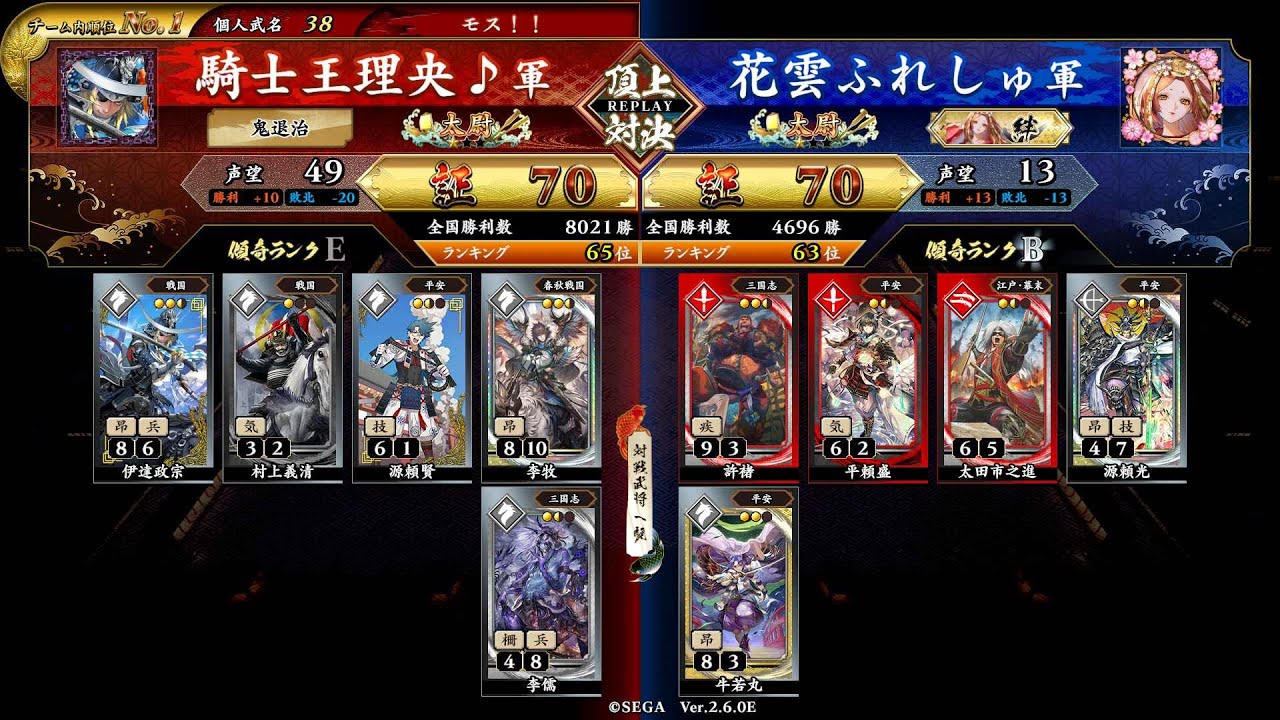 チーム内順位 No.1 個人武名 38 モス！！
騎士王理央♪軍
鬼退治
太尉
頂上
REPLAY
対決
花雲ふれしゅ軍
太尉
絆
声望 49
勝利 +10 敗北 -20
証 70
証 70
声望 13
勝利 +13 敗北 -13
全国勝利数 8021勝
全国勝利数 4696勝
傾奇ランクE
ランキング 65位
ランキング 63位
傾奇ランクB
戦国
昂 兵
8 6
伊達政宗
戦国
気
3 2
村上義清
平安
技
6 1
源頼賢
春秋戦国
昂
8 10
李牧
三国志
疾
9 3
許褚
平安
気
6 2
平頼盛
江戸・幕末
6 5
太田市之進
平安
昂 技
4 7
源頼光
対戦武将一覧
三国志
柵 兵
4 8
李儒
平安
昂
8 3
牛若丸
©SEGA Ver.2.6.0E